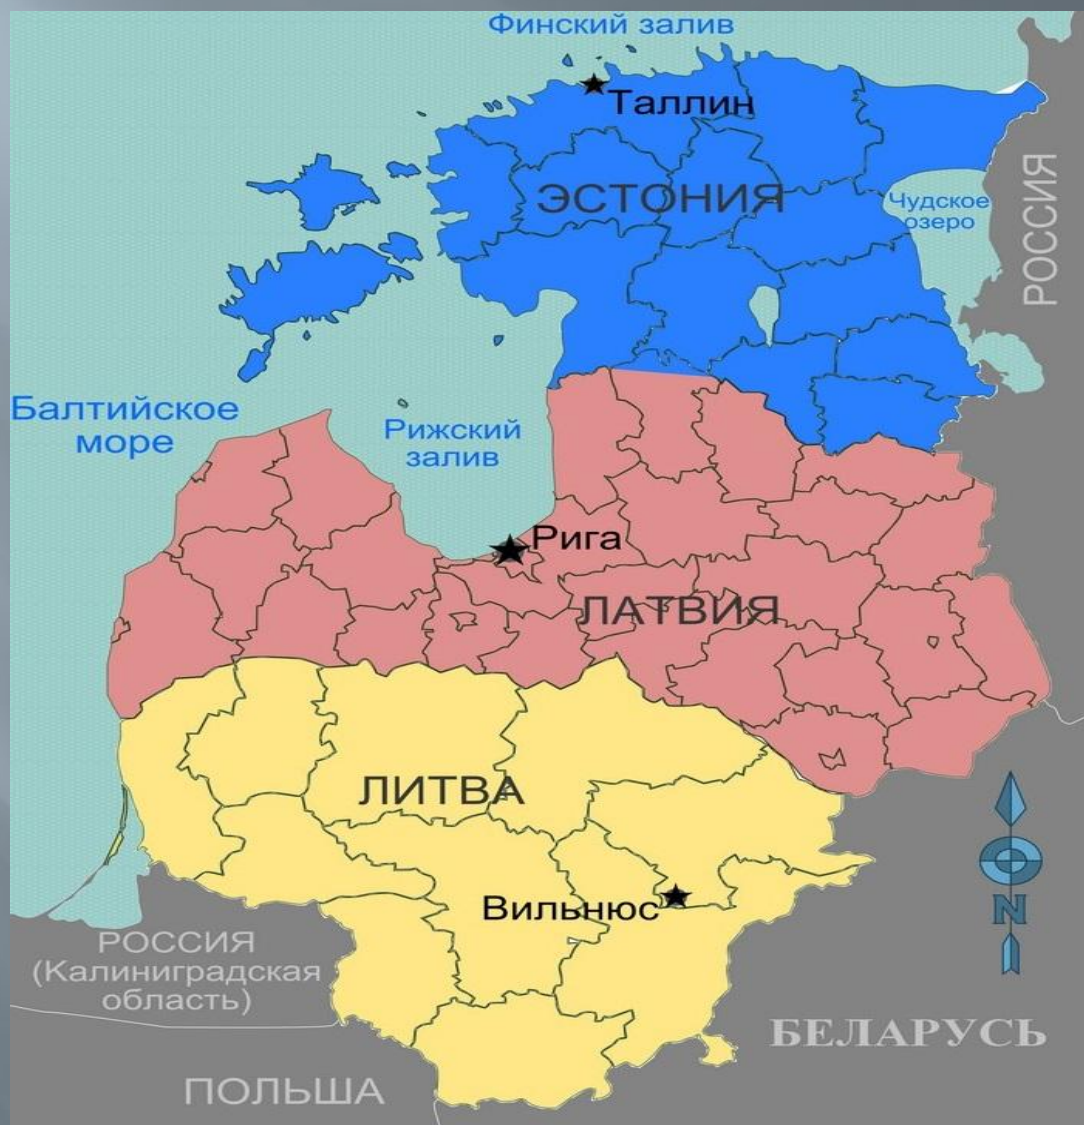 Финский залив
Таллин
ЭСТОНИЯ
Чудское
озеро
РОССИЯ
Балтийское
море
Рижский
залив
Рига
ЛАТВИЯ
ЛИТВА
Вильнюс
N
РОССИЯ
(Калиниградская
область)
БЕЛАРУСЬ
ПОЛЬША